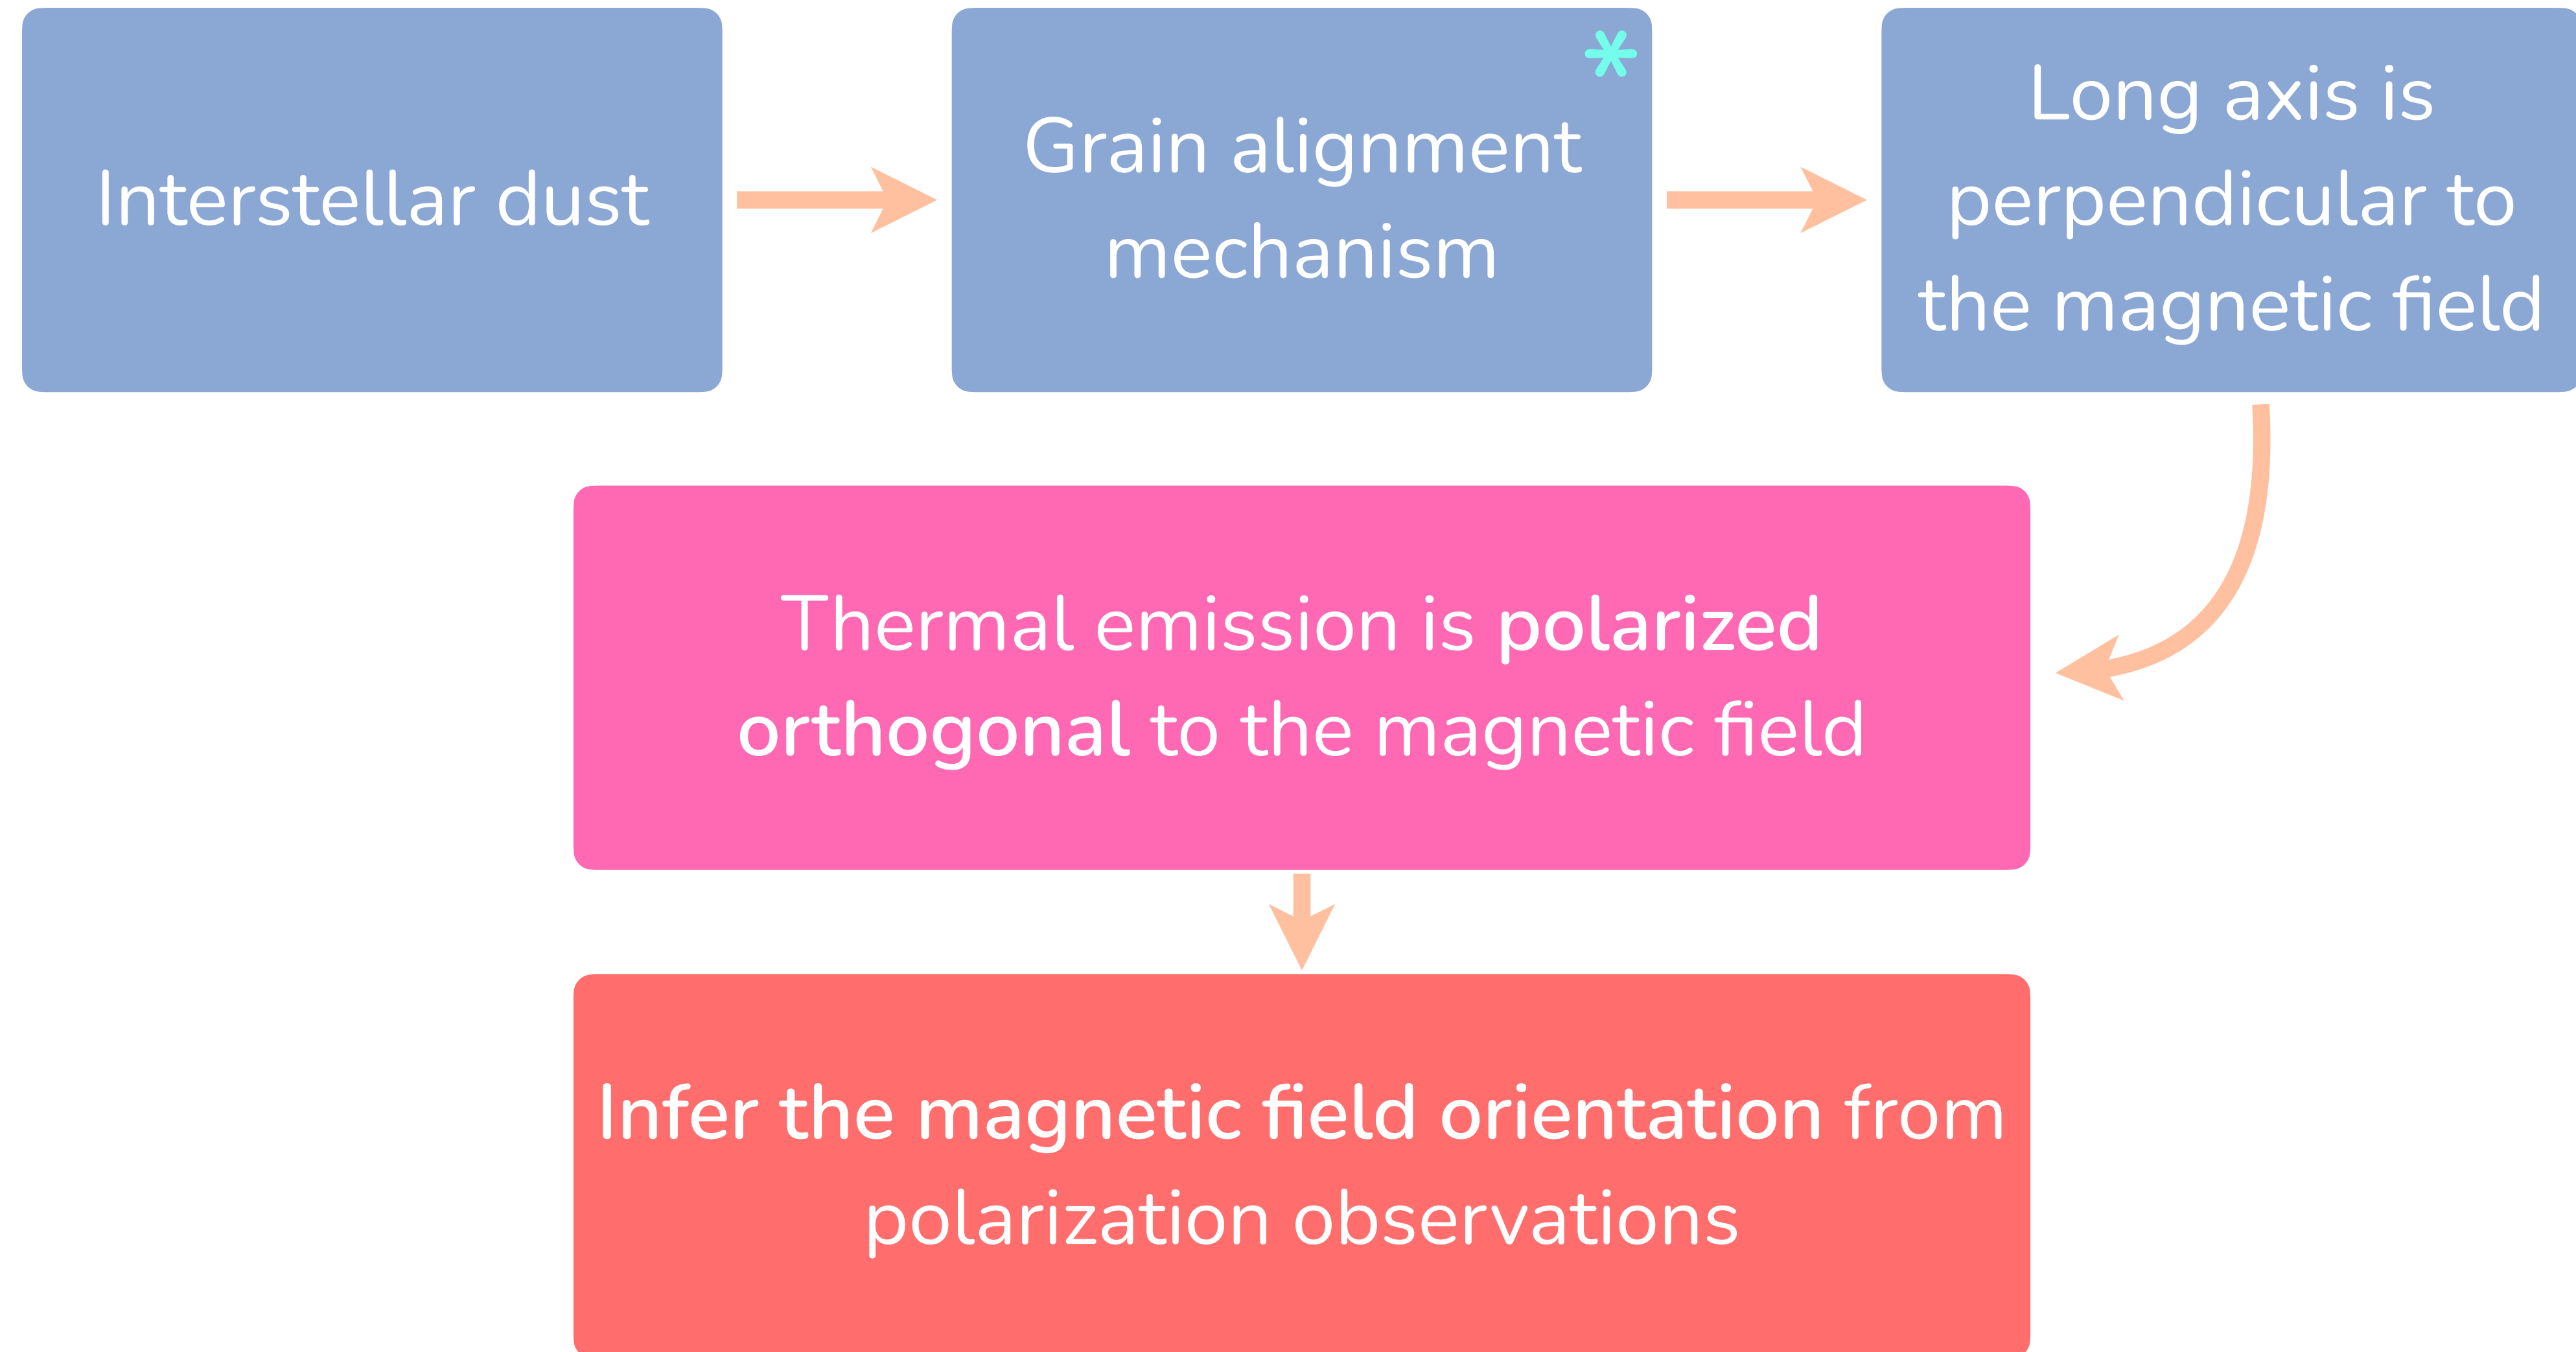 Interstellar dust
*
Grain alignment
mechanism
Long axis is
perpendicular to
the magnetic field
Thermal emission is polarized
orthogonal to the magnetic field
Infer the magnetic field orientation from
polarization observations